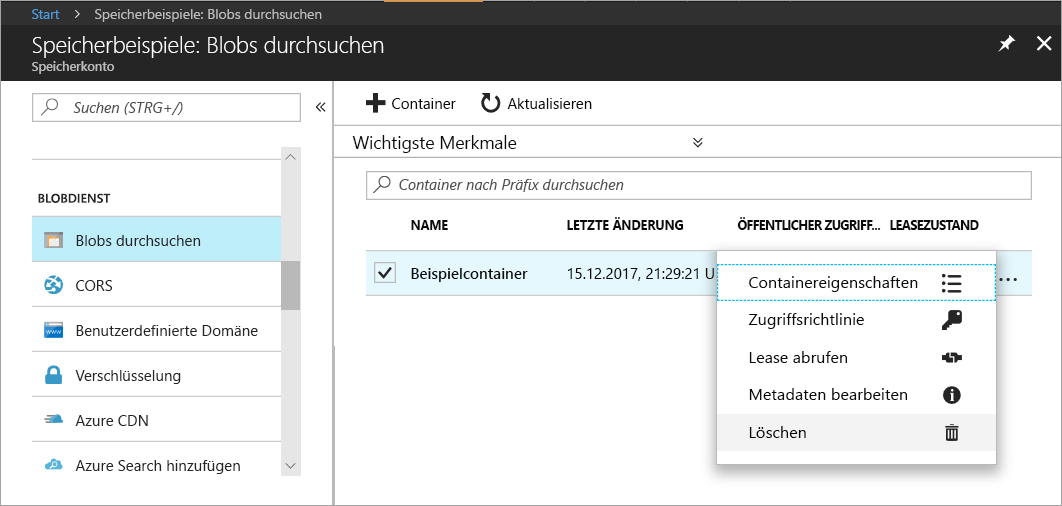 Start > Speicherbeispiele: Blobs durchsuchen
Speicherbeispiele: Blobs durchsuchen
Speicherkonto
Suchen (STRG+/)
BLOBDIENST
Blobs durchsuchen
CORS
Benutzerdefinierte Domäne
Verschlüsselung
Azure CDN
Azure Search hinzufügen
Container
Aktualisieren
Wichtigste Merkmale
Container nach Präfix durchsuchen
NAME LETZTE ÄNDERUNG ÖFFENTLICHER ZUGRIFF... LEASEZUSTAND
Beispielcontainer 15.12.2017, 21:29:21 U ...
Containereigenschaften
Zugriffsrichtlinie
Lease abrufen
Metadaten bearbeiten
Löschen